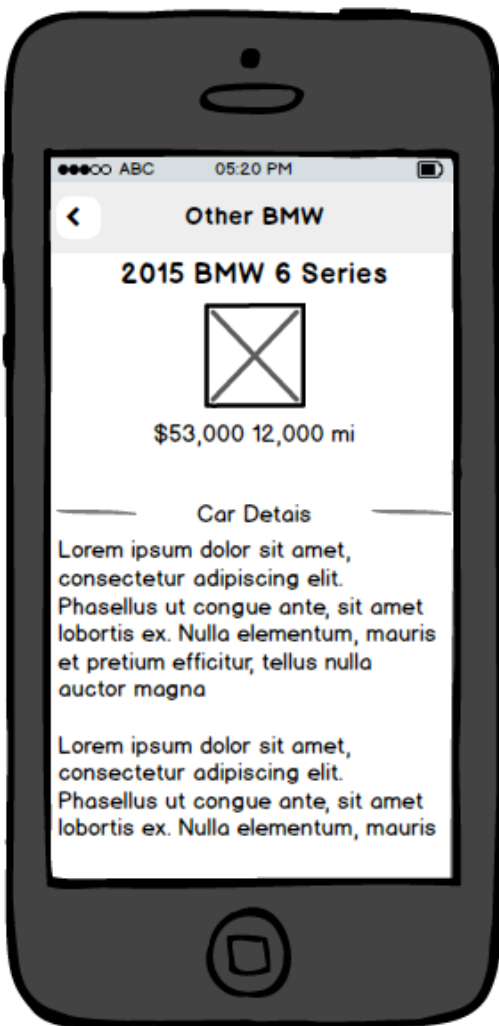 ABC 05:20 PM
Other BMW
2015 BMW 6 Series
$53,000 12,000 mi
Car Detais
Lorem ipsum dolor sit amet,
consectetur adipiscing elit.
Phasellus ut congue ante, sit amet
lobortis ex. Nulla elementum, mauris
et pretium efficitur, tellus nulla
auctor magna
Lorem ipsum dolor sit amet,
consectetur adipiscing elit.
Phasellus ut congue ante, sit amet
lobortis ex. Nulla elementum, mauris